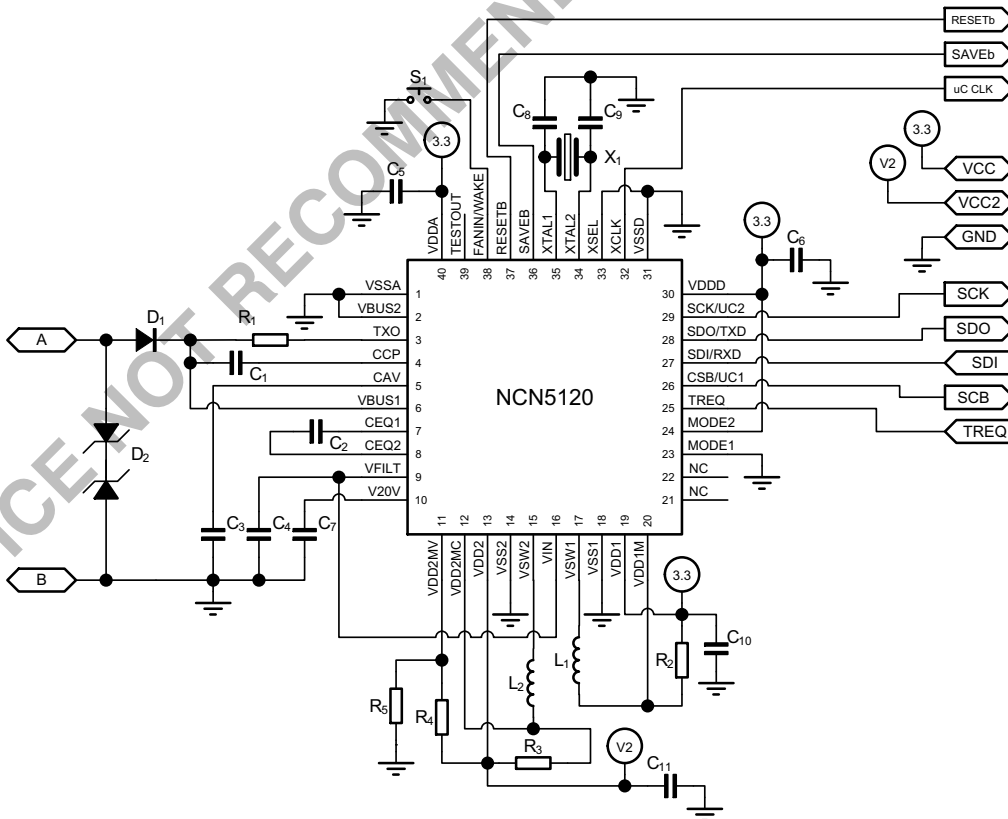 ICE NOT RECOMMEN
RESETb
SAVEb
uC CLK
3.3
V2
VCC
VCC2
GND
SCK
SDO
SDI
SCB
TREQ
S1
3.3
C5
C8
C9
X1
3.3
C6
VDDA
TESTOUT
FANIN/WAKE
RESETB
SAVEB
XTAL1
XTAL2
XSEL
XCLK
VSSD
40
39
38
37
36
35
34
33
32
31
A
B
D1
D2
R1
C1
C2
C3
C4
C7
VSSA 1
VBUS2 2
TXO 3
CCP 4
CAV 5
VBUS1 6
CEQ1 7
CEQ2 8
VFILT 9
V20V 10
NCN5120
30 VDDD
29 SCK/UC2
28 SDO/TXD
27 SDI/RXD
26 CSB/UC1
25 TREQ
24 MODE2
23 MODE1
22 NC
21 NC
11
12
13
14
15
16
17
18
19
20
VDD2MV
VDD2MC
VDD2
VSS2
VSW2
VIN
VSW1
VSS1
VDD1
VDD1M
3.3
C10
R2
L1
L2
R5
R4
R3
V2
C11